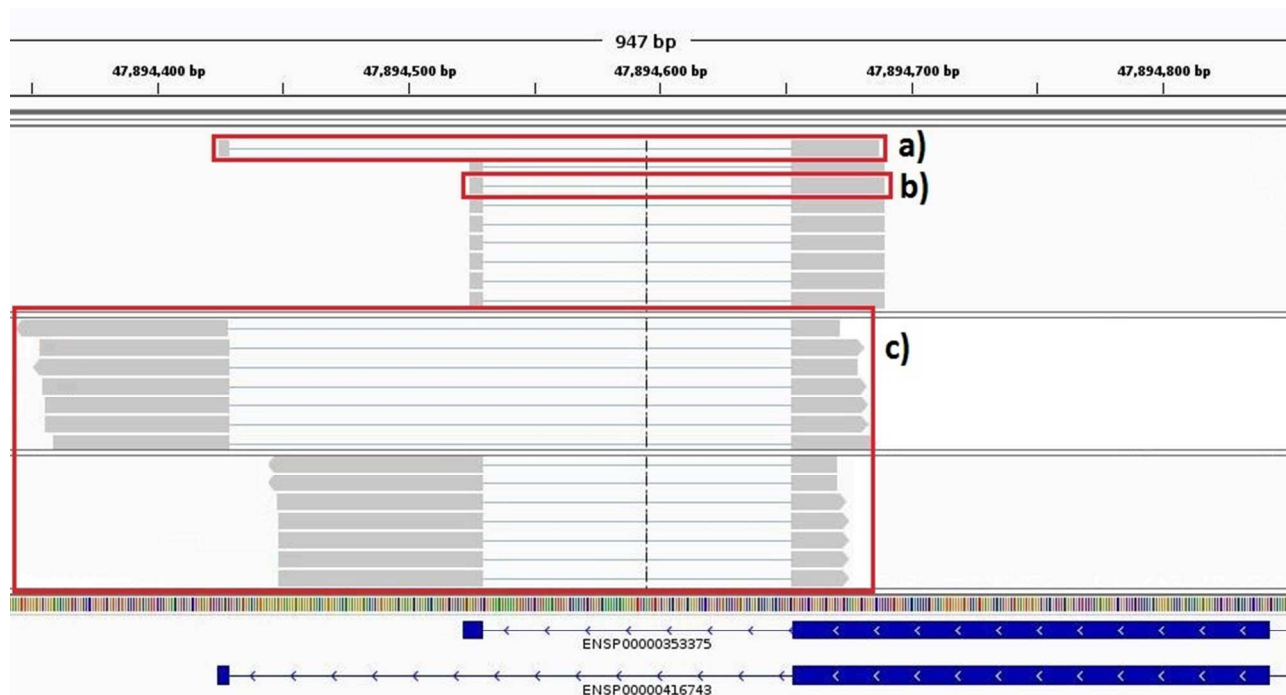 947 bp
47,894,400 bp 47,894,500 bp 47,894,600 bp 47,894,700 bp 47,894,800 bp
a)
b)
c)
ENSP00000353375
ENSP00000416743